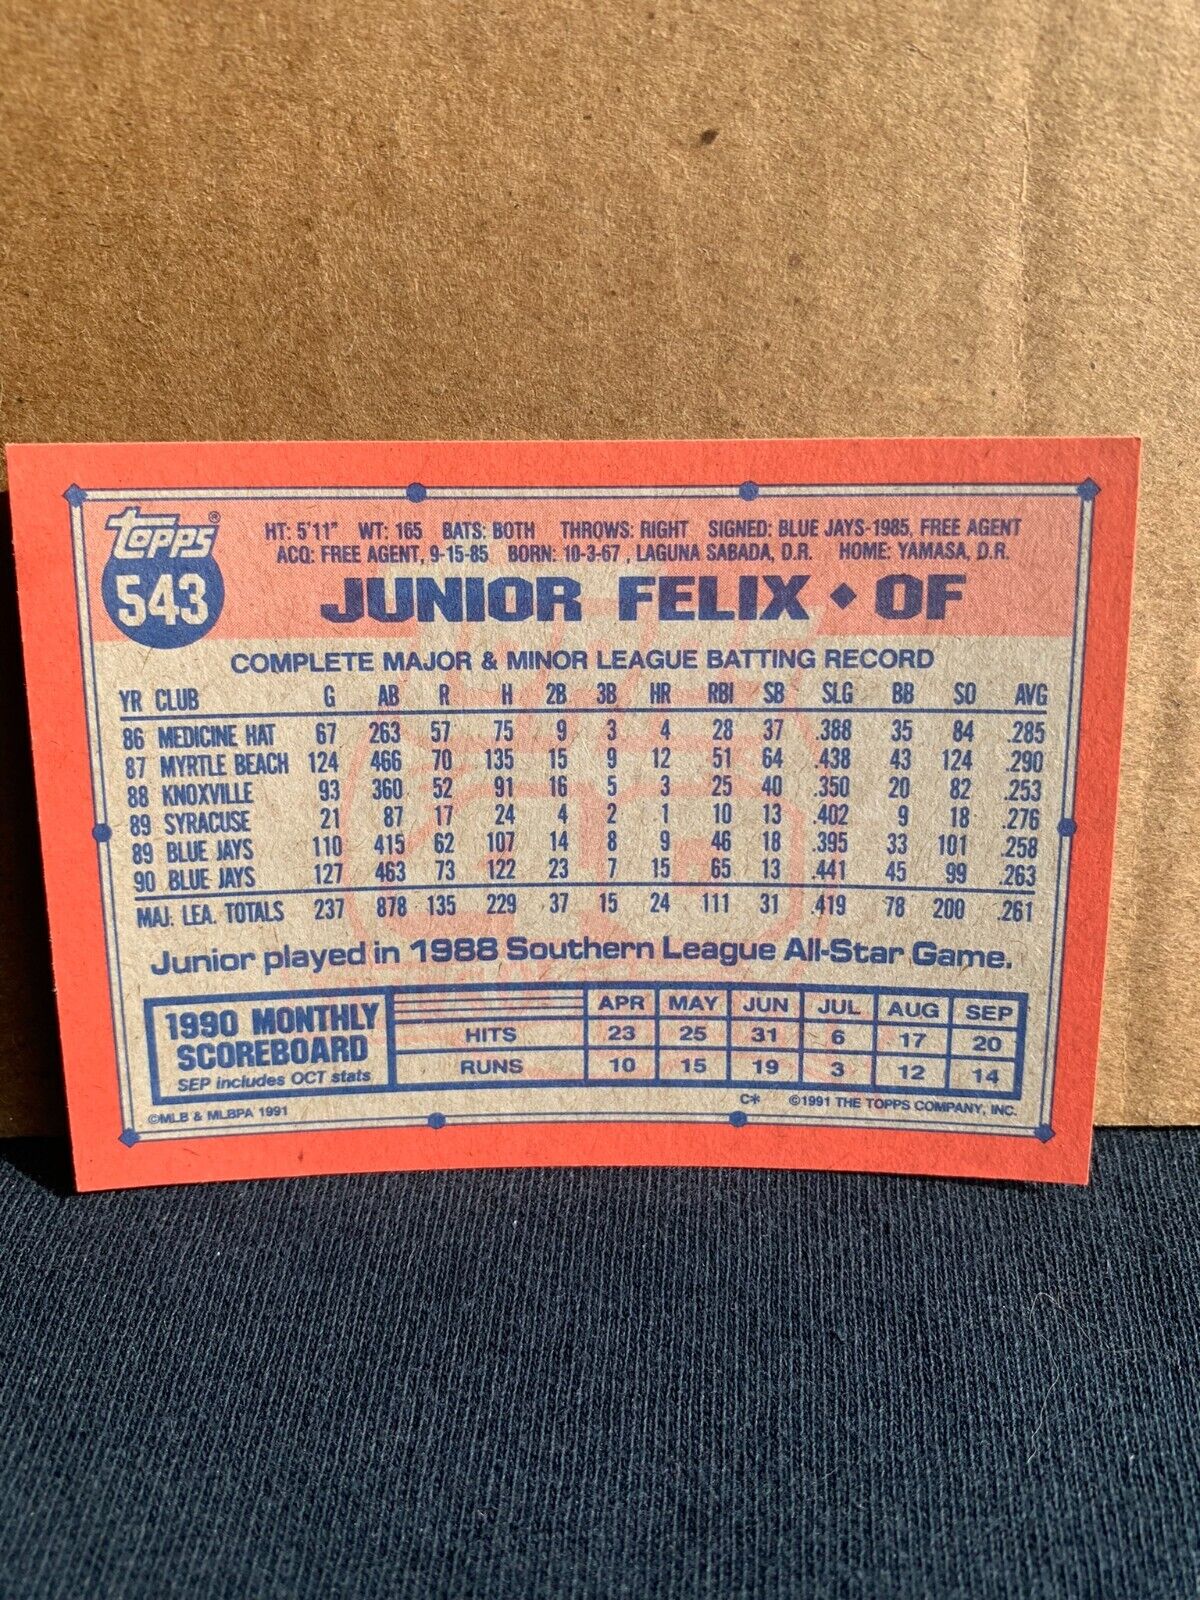 topps®
543
HT: 5'11" WT: 165 BATS: BOTH THROWS: RIGHT SIGNED: BLUE JAYS-1985, FREE AGENT
ACQ: FREE AGENT, 9-15-85 BORN: 10-3-67, LAGUNA SABADA, D.R. HOME: YAMASA, D.R.
JUNIOR FELIX ♦ OF
COMPLETE MAJOR & MINOR LEAGUE BATTING RECORD
YR CLUB G AB R H 2B 3B HR RBI SB SLG BB SO AVG
86 MEDICINE HAT 67 263 57 75 9 3 4 28 37 .388 35 84 .285
87 MYRTLE BEACH 124 466 70 135 15 9 12 51 64 .438 43 124 .290
88 KNOXVILLE 93 360 52 91 16 5 3 25 40 .350 20 82 .253
89 SYRACUSE 21 87 17 24 4 2 1 10 13 .402 9 18 .276
89 BLUE JAYS 110 415 62 107 14 8 9 46 18 .395 33 101 .258
90 BLUE JAYS 127 463 73 122 23 7 15 65 13 .441 45 99 .263
MAJ. LEA. TOTALS 237 878 135 229 37 15 24 111 31 .419 78 200 .261
Junior played in 1988 Southern League All-Star Game.
1990 MONTHLY
SCOREBOARD
SEP includes OCT stats
APR MAY JUN JUL AUG SEP
HITS 23 25 31 6 17 20
RUNS 10 15 19 3 12 14
©MLB & MLBPA 1991
C* ©1991 THE TOPPS COMPANY, INC.